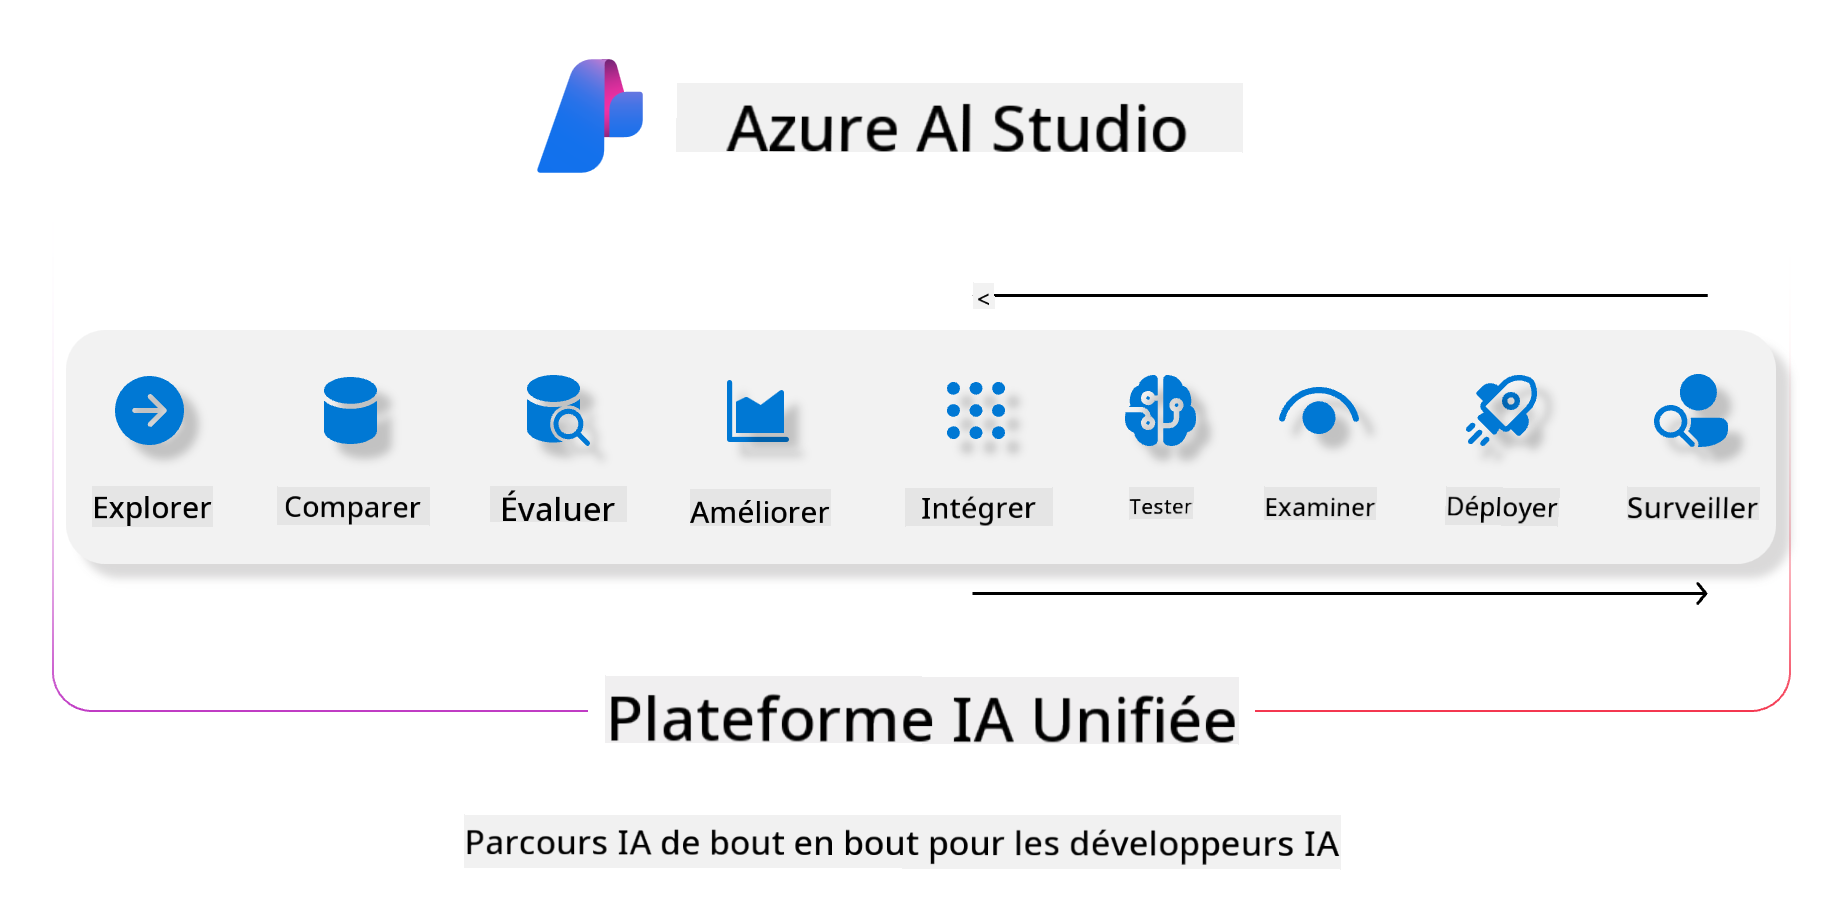 Azure Al Studio
<
Explorer Comparer Évaluer Améliorer Intégrer Tester Examiner Déployer Surveiller
Plateforme IA Unifiée
Parcours IA de bout en bout pour les développeurs IA